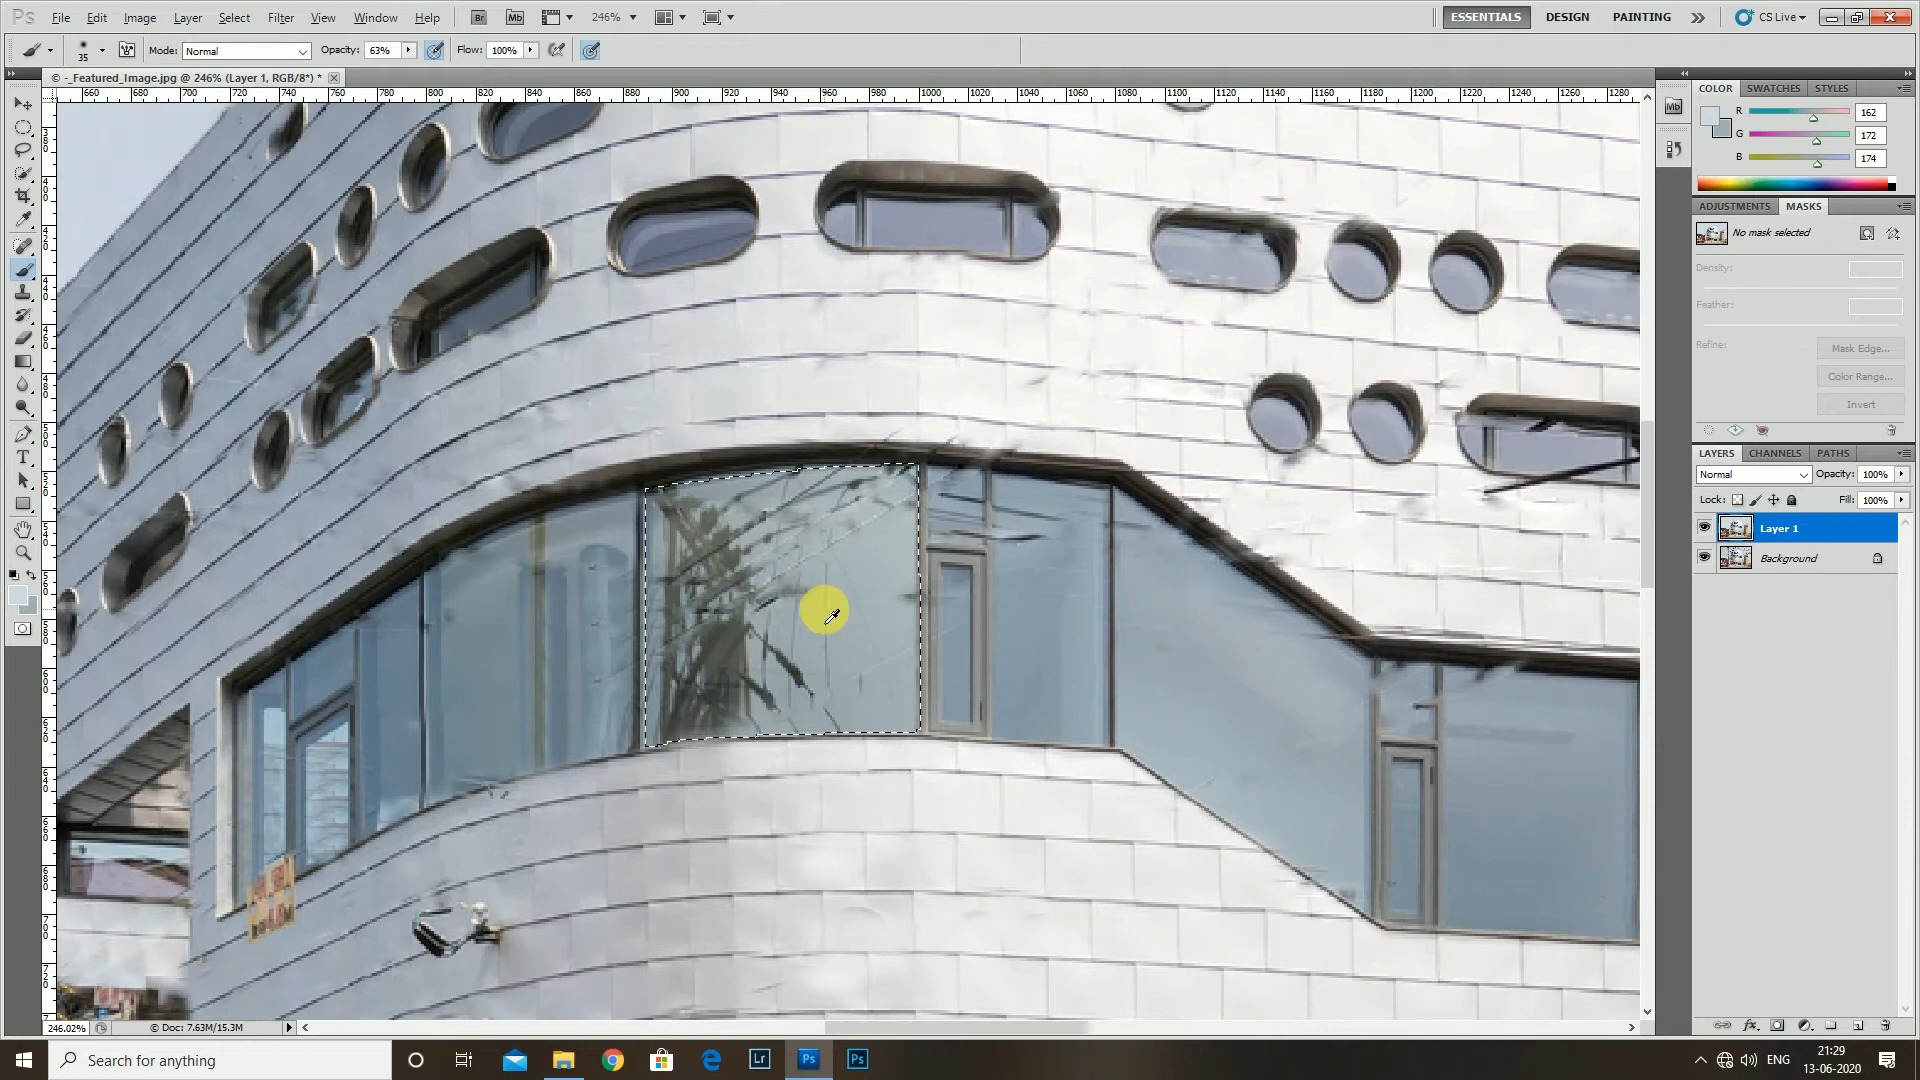 Ps File Edit Image Layer Select Filter View Window Help Br Mb 246% ESSENTIALS DESIGN PAINTING CS Live
35 Mode: Normal Opacity: 63% Flow: 100%
© -_Featured_Image.jpg @ 246% (Layer 1, RGB/8*) *
660 680 700 720 740 760 780 800 820 840 860 880 900 920 940 960 980 1000 1020 1040 1060 1080 1100 1120 1140 1160 1180 1200 1220 1240 1260 1280
COLOR SWATCHES STYLES
Mb
R 162
G 172
B 174
ADJUSTMENTS MASKS
No mask selected
Density:
Feather:
Refine: Mask Edge...
Color Range...
Invert
LAYERS CHANNELS PATHS
Normal Opacity: 100%
Lock: Fill: 100%
Layer 1
Background
246.02% © Doc: 7.63M/15.3M
Search for anything Lr Ps Ps ENG
21:29
13-06-2020